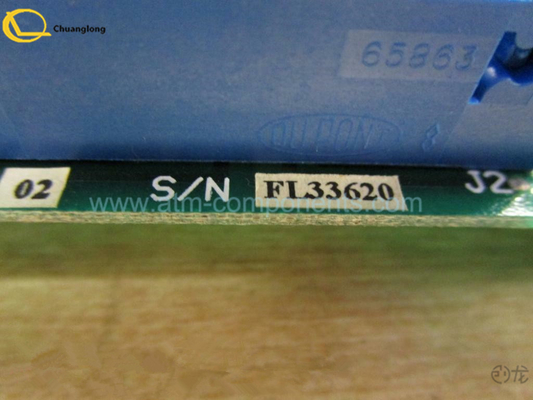 Chuanglong
65863
DUPONT
02 S/N FL33620 J2
www.atm-components.com